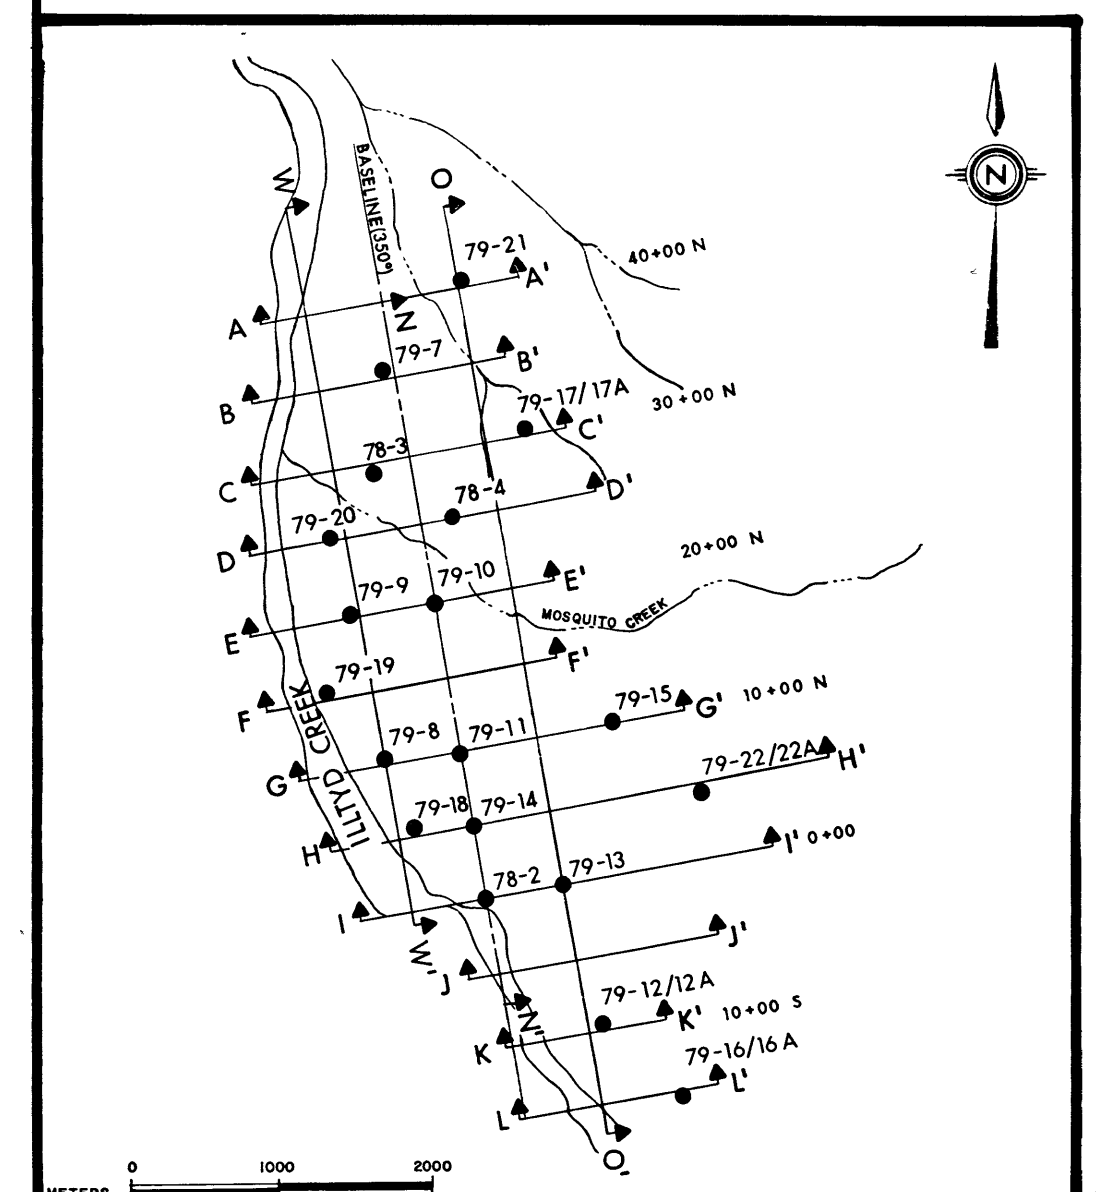 W
O
BASELINE (350°)
79-21
40+00 N
A'
A
N
79-7
B'
B
30+00 N
79-17/17A
C'
78-3
C
78-4
D'
79-20
D
20+00 N
79-10
E'
79-9
MOSQUITO CREEK
E
79-19
F'
F
ILLTYD CREEK
79-15
G'
10+00 N
79-8
79-11
G
79-22/22A
H'
79-18
79-14
H
I'
0+00
78-2
79-13
I
W'
J'
J
79-12/12A
N'
K'
10+00 S
K
79-16/16A
L'
L
O'
0
1000
2000
METERS
N